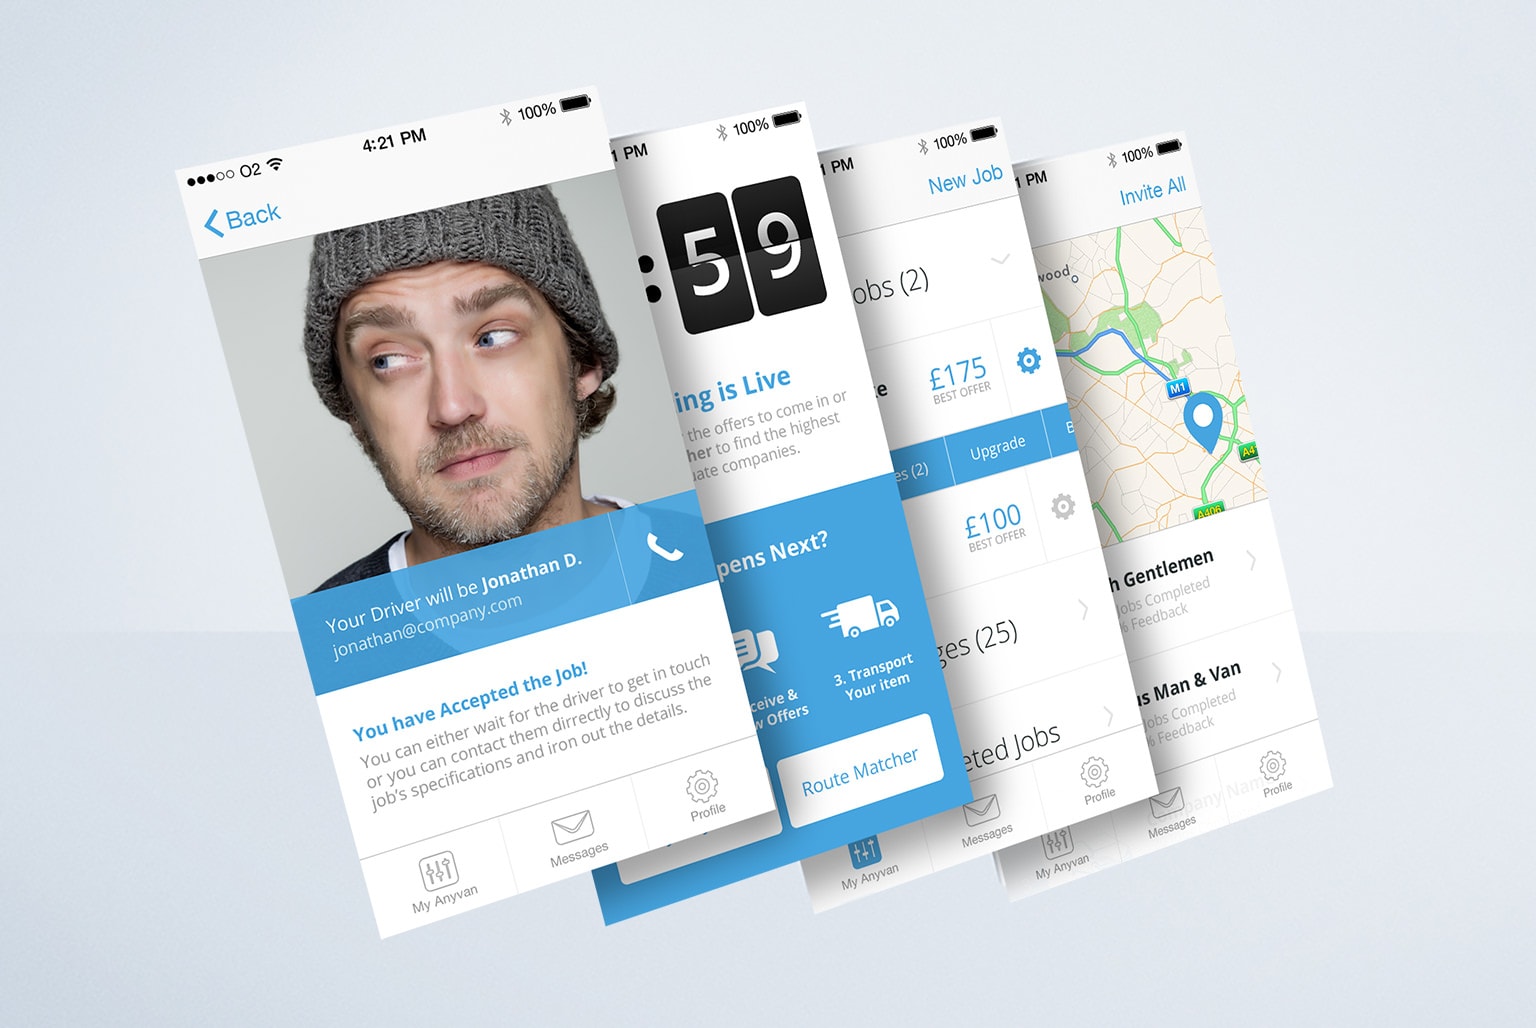 O2
4:21 PM
100%
Back
Your Driver will be Jonathan D.
jonathan@company.com
You have Accepted the Job!
You can either wait for the driver to get in touch
or you can contact them dirrectly to discuss the
job's specifications and iron out the details.
My Anyvan
Messages
Profile
1 PM
100%
:59
ing is Live
the offers to come in or
her to find the highest
uate companies.
pens Next?
ceive &
w Offers
3. Transport
Your item
Route Matcher
1 PM
100%
New Job
obs (2)
ke
£175
BEST OFFER
es (2)
Upgrade
B
£100
BEST OFFER
ges (25)
eted Jobs
My Anyvan
Messages
Profile
1 PM
100%
Invite All
wood
M1
A41
A406
h Gentlemen
obs Completed
% Feedback
us Man & Van
obs Completed
% Feedback
My Anyvan
Messages
Profile